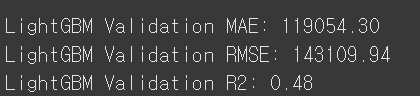 LightGBM Validation MAE: 119054.30
LightGBM Validation RMSE: 143109.94
LightGBM Validation R2: 0.48